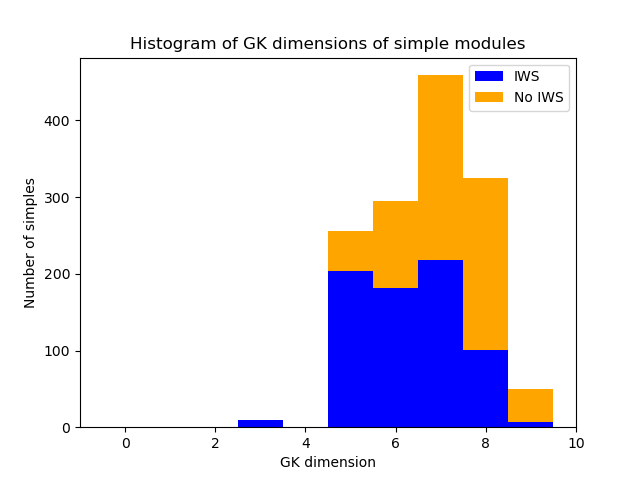 Histogram of GK dimensions of simple modules
IWS
No IWS
Number of simples
400
300
200
100
0
0 2 4 6 8 10
GK dimension